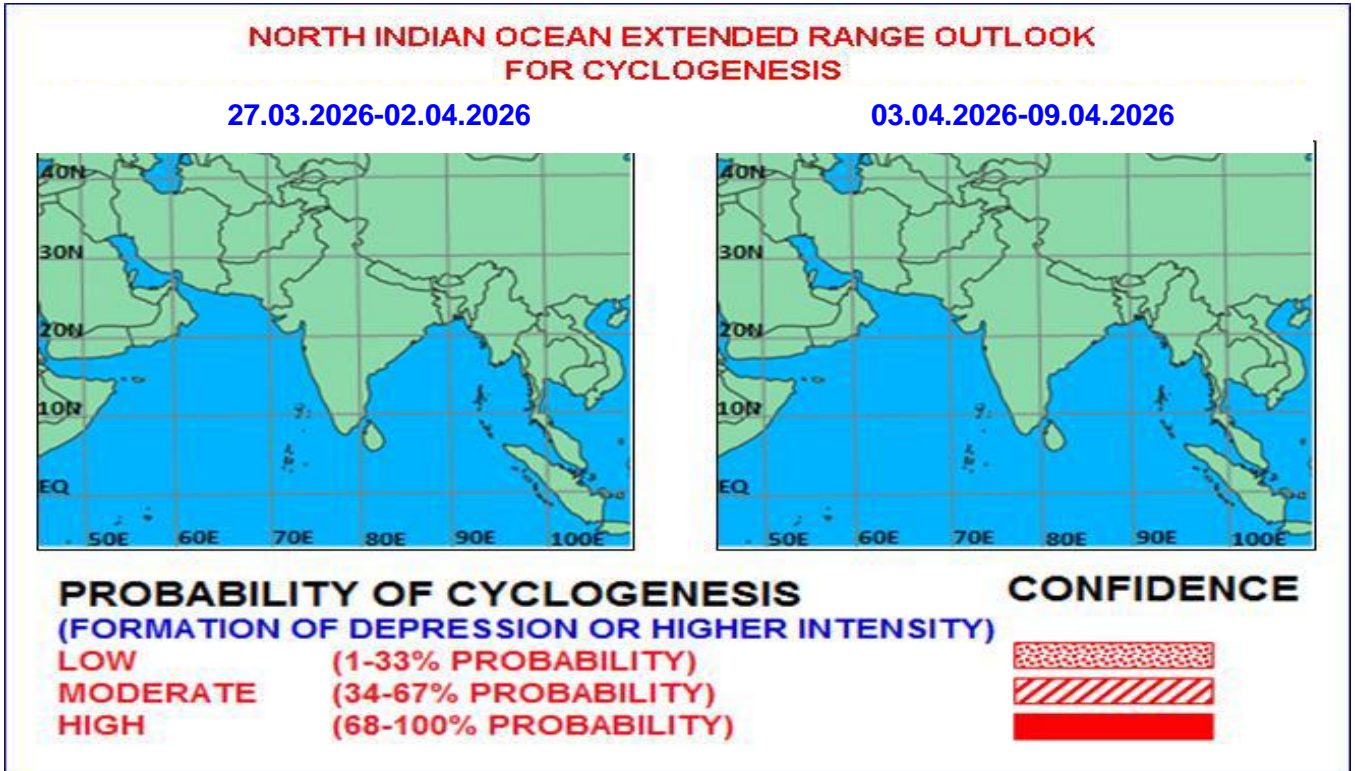 NORTH INDIAN OCEAN EXTENDED RANGE OUTLOOK
FOR CYCLOGENESIS
27.03.2026-02.04.2026
03.04.2026-09.04.2026
40N
30N
20N
10N
EQ
50E 60E 70E 80E 90E 100E
40N
30N
20N
10N
EQ
50E 60E 70E 80E 90E 100E
PROBABILITY OF CYCLOGENESIS
CONFIDENCE
(FORMATION OF DEPRESSION OR HIGHER INTENSITY)
LOW (1-33% PROBABILITY)
MODERATE (34-67% PROBABILITY)
HIGH (68-100% PROBABILITY)